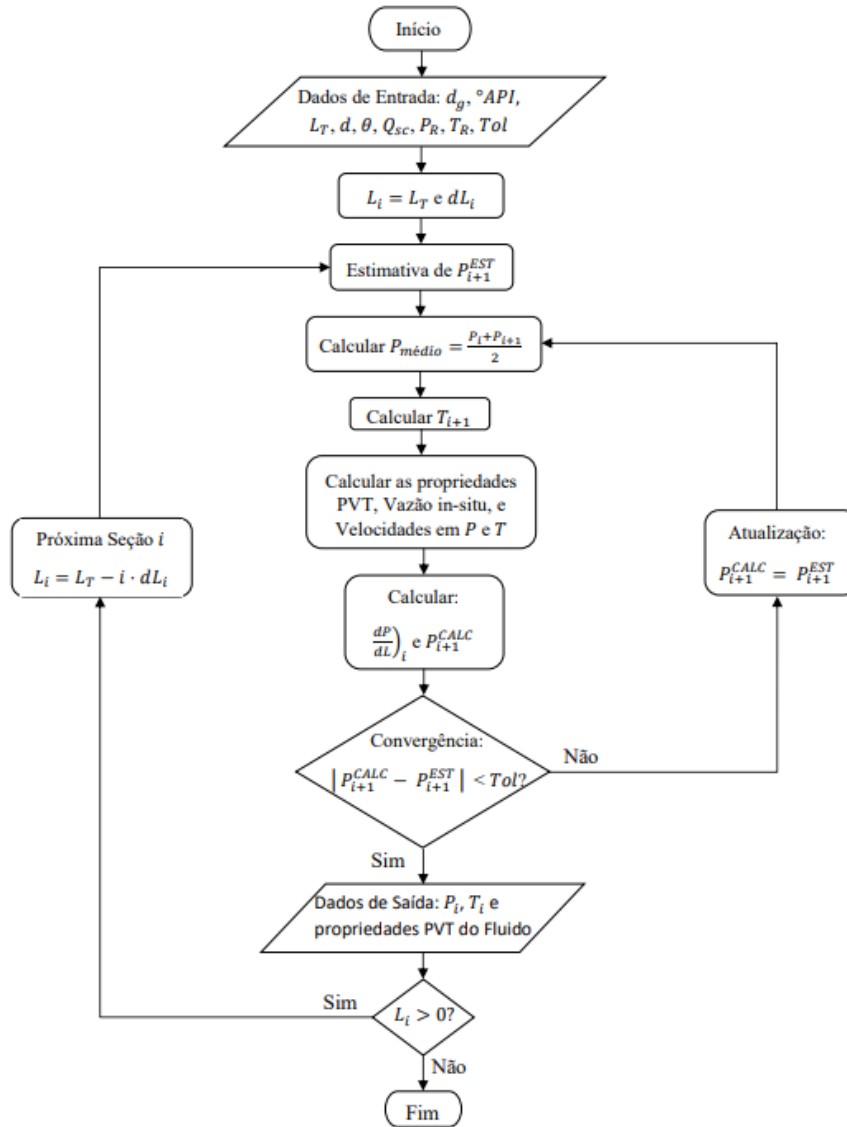 Início
Dados de Entrada: d_g, °API,
L_T, d, θ, Q_sc, P_R, T_R, Tol
L_i = L_T e dL_i
Estimativa de P_{i+1}^{EST}
Calcular P_{médio} = \frac{P_i+P_{i+1}}{2}
Calcular T_{i+1}
Calcular as propriedades
PVT, Vazão in-situ, e
Velocidades em P e T
Próxima Seção i
L_i = L_T − i · dL_i
Atualização:
P_{i+1}^{CALC} = P_{i+1}^{EST}
Calcular:
\frac{dP}{dL})_i e P_{i+1}^{CALC}
Convergência:
|P_{i+1}^{CALC} − P_{i+1}^{EST}| < Tol?
Não
Sim
Dados de Saída: P_i, T_i e
propriedades PVT do Fluido
Sim
L_i > 0?
Não
Fim